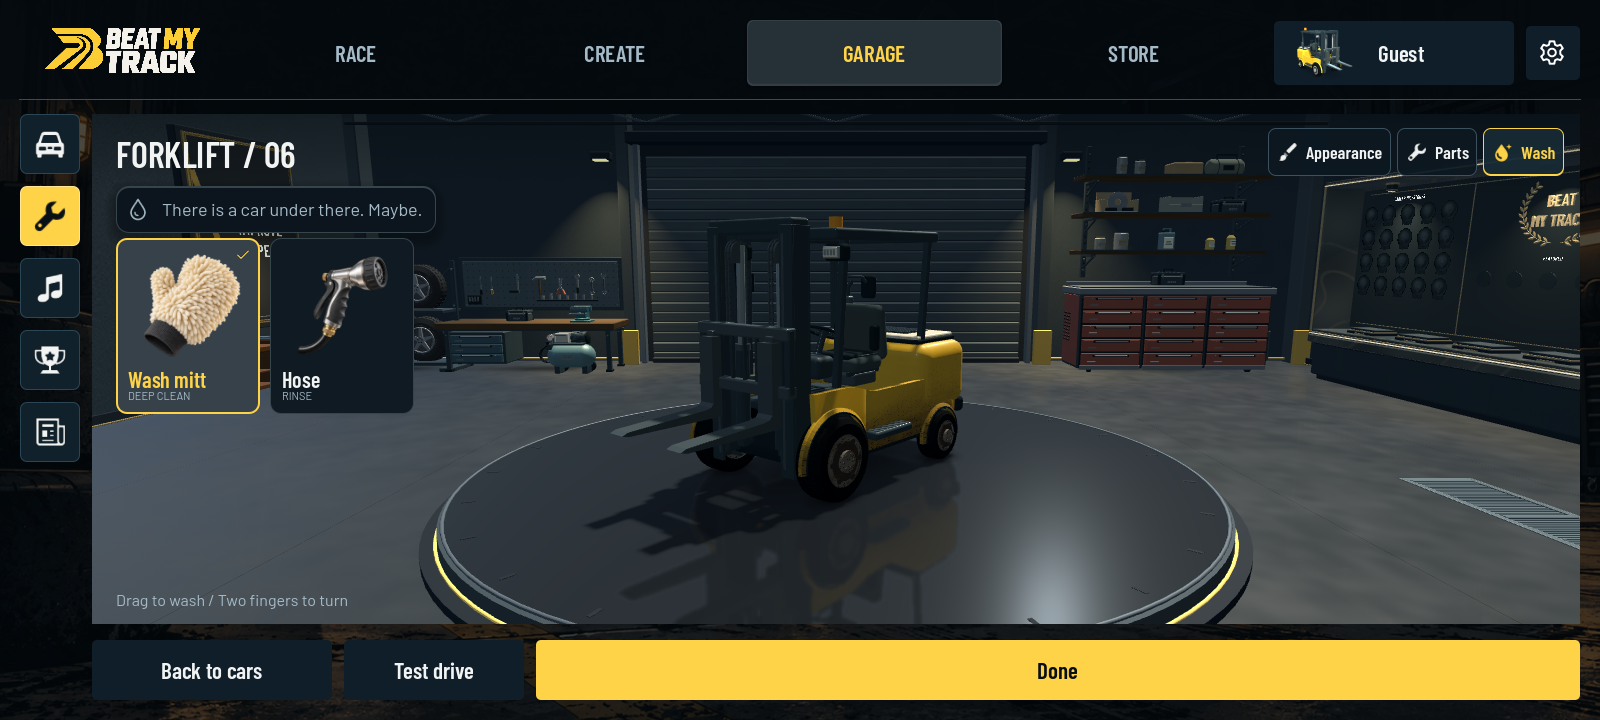 BEAT MY
TRACK
RACE
CREATE
GARAGE
STORE
Guest
FORKLIFT / 06
Appearance
Parts
Wash
There is a car under there. Maybe.
BEAT
MY TRAC
Wash mitt
DEEP CLEAN
Hose
RINSE
Drag to wash / Two fingers to turn
Back to cars
Test drive
Done